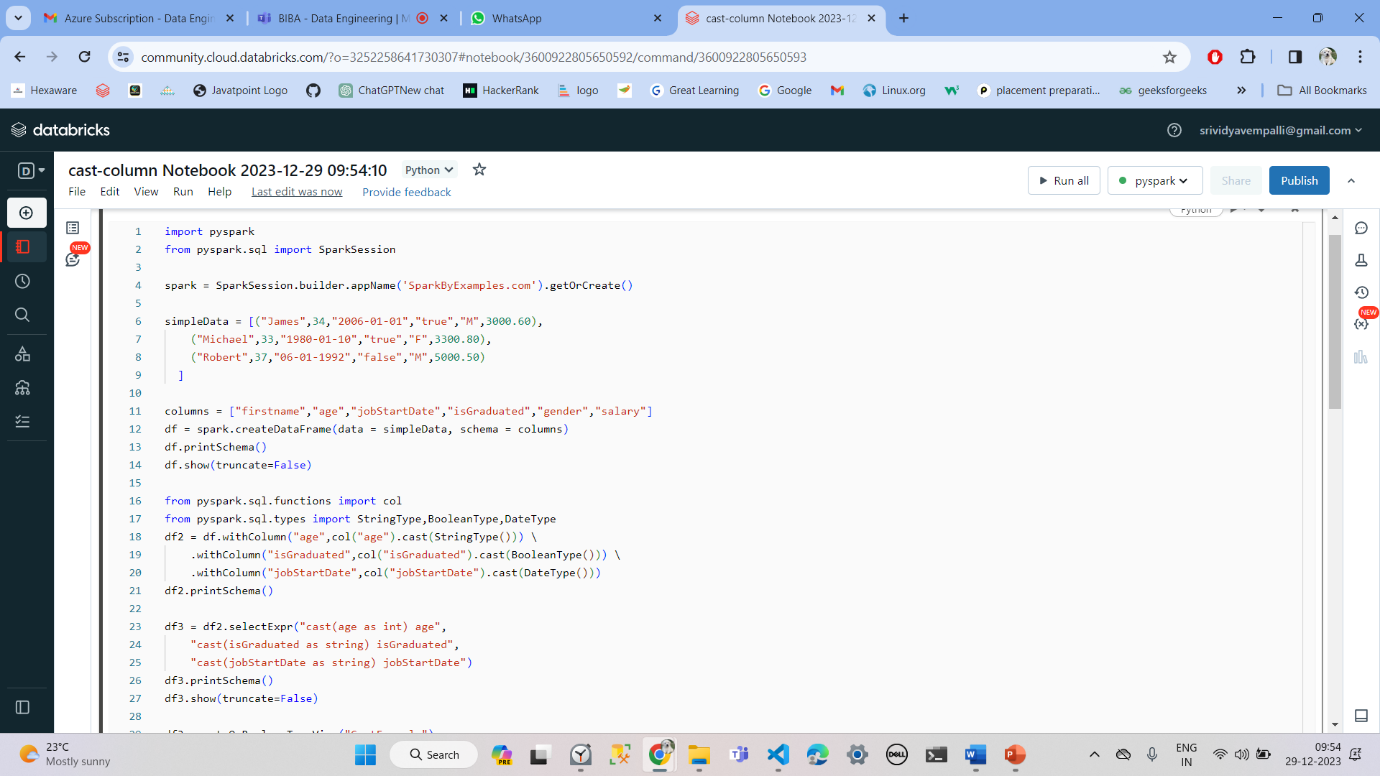 Azure Subscription - Data Engin
BIBA - Data Engineering | M
WhatsApp
cast-column Notebook 2023-12
community.cloud.databricks.com/?o=3252258641730307#notebook/3600922805650592/command/3600922805650593
Hexaware
Javatpoint Logo
ChatGPTNew chat
HackerRank
logo
Great Learning
Google
Linux.org
placement preparati...
geeksforgeeks
All Bookmarks
databricks
srividyavempalli@gmail.com
D
cast-column Notebook 2023-12-29 09:54:10
Python
File Edit View Run Help Last edit was now Provide feedback
Run all
pyspark
Share
Publish
NEW
Python
NEW
1 import pyspark
2 from pyspark.sql import SparkSession
3
4 spark = SparkSession.builder.appName('SparkByExamples.com').getOrCreate()
5
6 simpleData = [("James",34,"2006-01-01","true","M",3000.60),
7 ("Michael",33,"1980-01-10","true","F",3300.80),
8 ("Robert",37,"06-01-1992","false","M",5000.50)
9 ]
10
11 columns = ["firstname","age","jobStartDate","isGraduated","gender","salary"]
12 df = spark.createDataFrame(data = simpleData, schema = columns)
13 df.printSchema()
14 df.show(truncate=False)
15
16 from pyspark.sql.functions import col
17 from pyspark.sql.types import StringType,BooleanType,DateType
18 df2 = df.withColumn("age",col("age").cast(StringType())) \
19 .withColumn("isGraduated",col("isGraduated").cast(BooleanType())) \
20 .withColumn("jobStartDate",col("jobStartDate").cast(DateType()))
21 df2.printSchema()
22
23 df3 = df2.selectExpr("cast(age as int) age",
24 "cast(isGraduated as string) isGraduated",
25 "cast(jobStartDate as string) jobStartDate")
26 df3.printSchema()
27 df3.show(truncate=False)
28
23°C
Mostly sunny
Search
PRE
DELL
ENG
IN
09:54
29-12-2023